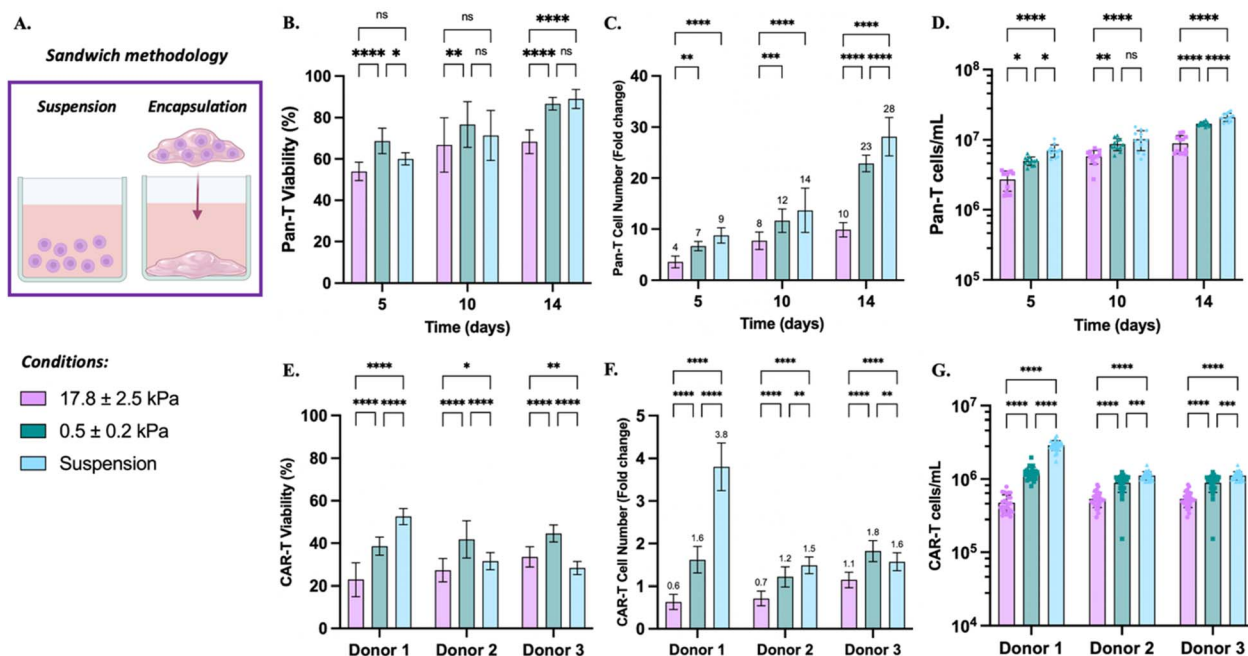 A.
Sandwich methodology
Suspension
Encapsulation
Conditions:
17.8 ± 2.5 kPa
0.5 ± 0.2 kPa
Suspension
B.
ns ns ****
**** * ** ns **** ns
Pan-T Viability (%)
100
80
60
40
20
0
5 10 14
Time (days)
C.
**** **** ****
** *** **** ****
Pan-T Cell Number (Fold change)
40
30
20
10
0
4 7 9 8 12 14 10 23 28
5 10 14
Time (days)
D.
**** **** ****
* * ** ns **** ****
Pan-T cells/mL
10⁸
10⁷
10⁶
10⁵
5 10 14
Time (days)
E.
**** * **
**** **** **** **** **** ****
CAR-T Viability (%)
100
80
60
40
20
0
Donor 1 Donor 2 Donor 3
F.
**** **** ****
**** **** **** ** **** **
CAR-T Cell Number (Fold change)
5
4
3
2
1
0
0.6 1.6 3.8 0.7 1.2 1.5 1.1 1.8 1.6
Donor 1 Donor 2 Donor 3
G.
**** **** ****
**** **** **** *** **** ***
CAR-T cells/mL
10⁷
10⁶
10⁵
10⁴
Donor 1 Donor 2 Donor 3